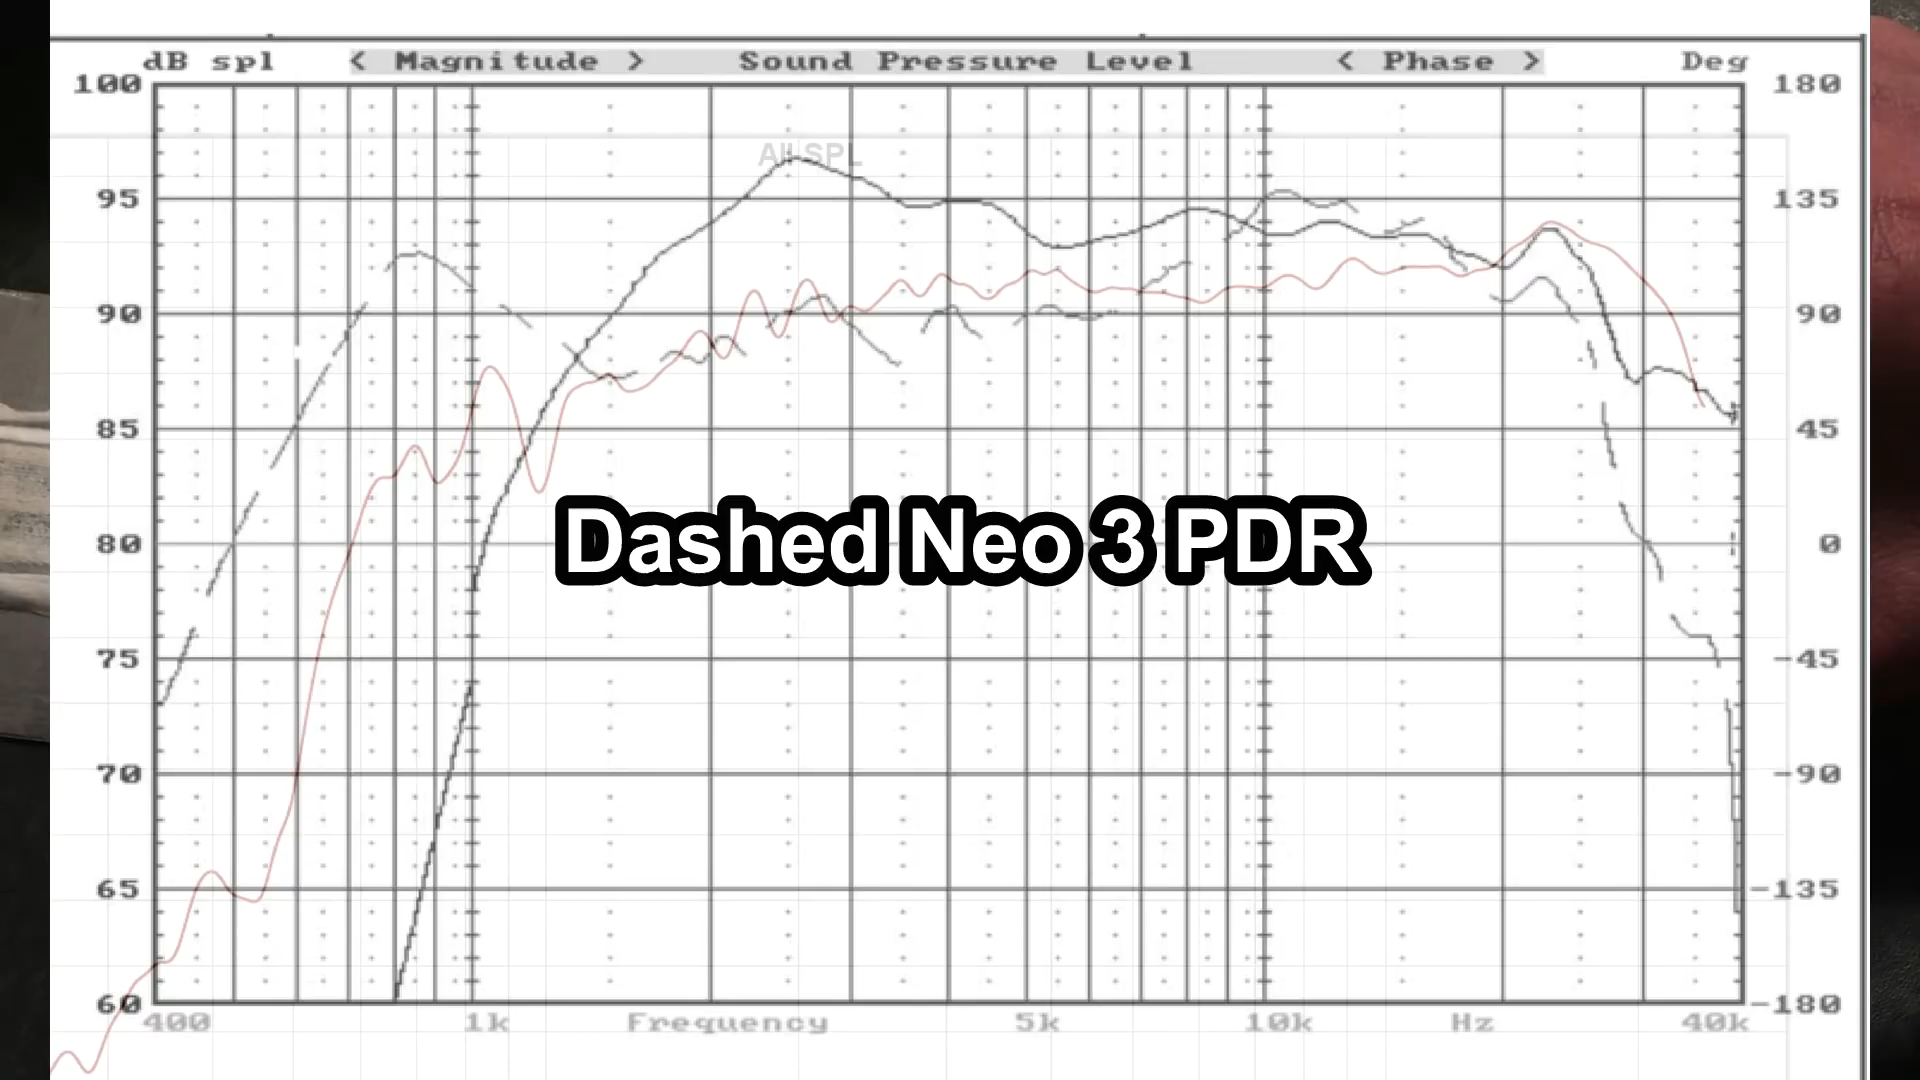 dB spl < Magnitude > Sound Pressure Level < Phase > Deg
100 180
All SPL
95 135
90 90
85 45
80 0
Dashed Neo 3 PDR
75 -45
70 -90
65 -135
60 -180
400 1k Frequency 5k 10k Hz 40k